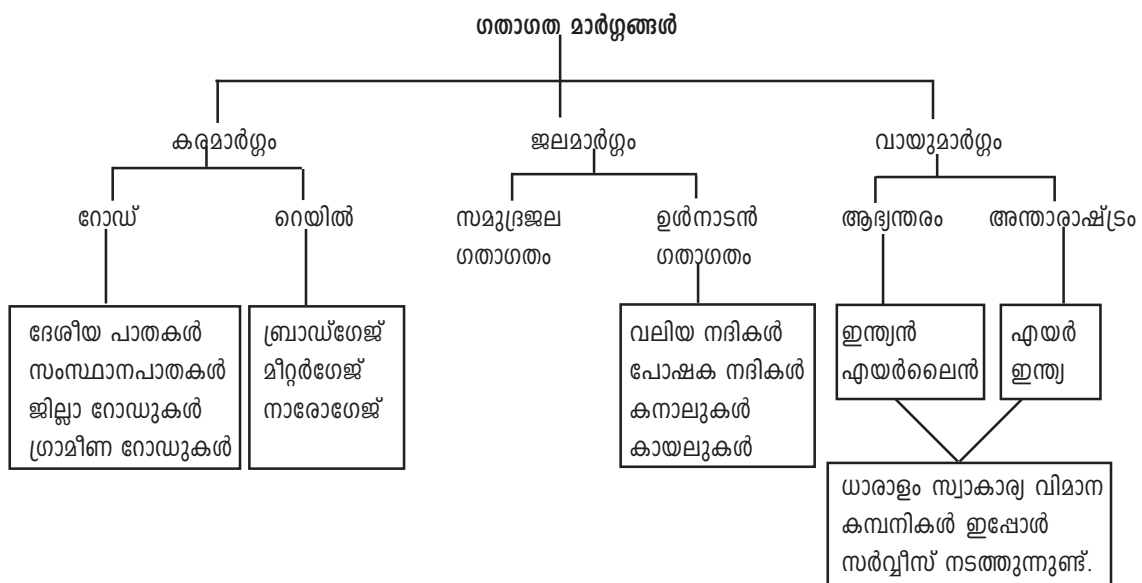 ഗതാഗത മാർഗ്ഗങ്ങൾ
കരമാർഗ്ഗം
ജലമാർഗ്ഗം
വായുമാർഗ്ഗം
റോഡ്
റെയിൽ
സമുദ്രജല
ഗതാഗതം
ഉൾനാടൻ
ഗതാഗതം
ആഭ്യന്തരം
അന്താരാഷ്ട്രം
ദേശീയ പാതകൾ
സംസ്ഥാനപാതകൾ
ജില്ലാ റോഡുകൾ
ഗ്രാമീണ റോഡുകൾ
ബ്രാഡ്ഗേജ്
മീറ്റർഗേജ്
നാരോഗേജ്
വലിയ നദികൾ
പോഷക നദികൾ
കനാലുകൾ
കായലുകൾ
ഇന്ത്യൻ
എയർലൈൻ
എയർ
ഇന്ത്യ
ധാരാളം സ്വകാര്യ വിമാന
കമ്പനികൾ ഇപ്പോൾ
സർവ്വീസ് നടത്തുന്നുണ്ട്.